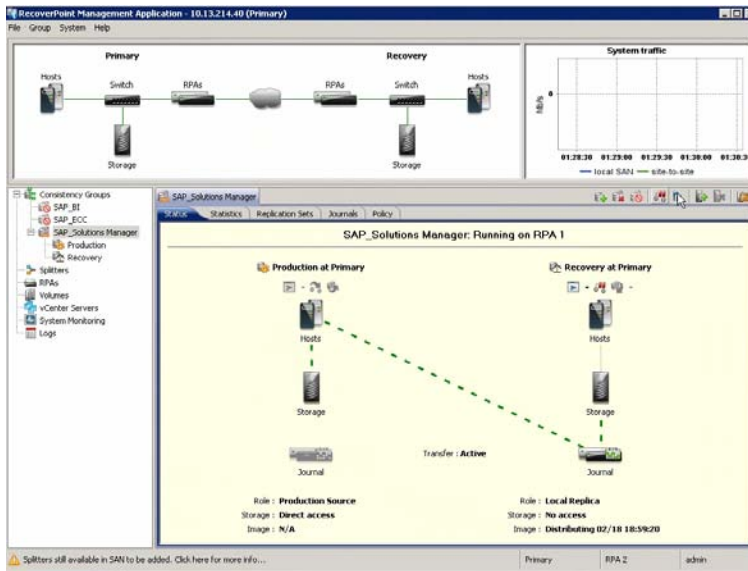 RecoverPoint Management Application - 10.13.214.40 (Primary)
File Group System Help
Primary
Recovery
Hosts
Switch
RPAs
RPAs
Switch
Hosts
Storage
Storage
System traffic
Mb/s
0
01:28:30 01:29:00 01:29:30 01:30:00
local SAN site-to-site
Consistency Groups
SAP_BI
SAP_ECC
SAP_Solutions Manager
Production
Recovery
Splitters
RPAs
Volumes
vCenter Servers
System Monitoring
Logs
SAP_Solutions Manager
Status Statistics Replication Sets Journals Policy
SAP_Solutions Manager: Running on RPA 1
Production at Primary
Recovery at Primary
Hosts
Hosts
Storage
Storage
Journal
Transfer : Active
Journal
Role : Production Source
Storage : Direct access
Image : N/A
Role : Local Replica
Storage : No access
Image : Distributing 02/18 18:59:20
Splitters still available in SAN to be added. Click here for more info...
Primary
RPA 2
admin